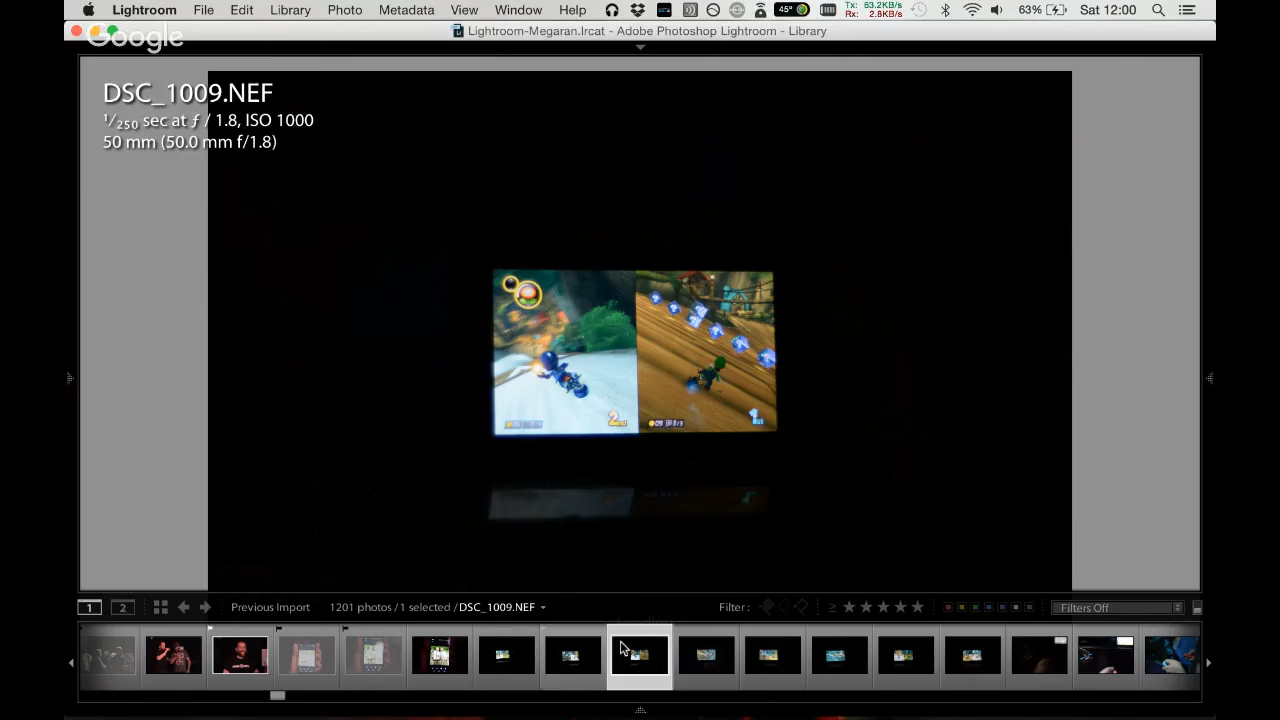 Lightroom File Edit Library Photo Metadata View Window Help 45° Tx: 63.2KB/s Rx: 2.8KB/s 63% Sat 12:00
Google
Lightroom-Megaran.lrcat - Adobe Photoshop Lightroom - Library
DSC_1009.NEF
1/250 sec at ƒ / 1.8, ISO 1000
50 mm (50.0 mm f/1.8)
2nd
1st
1 2 Previous Import 1201 photos / 1 selected / DSC_1009.NEF Filter : ≥ Filters Off